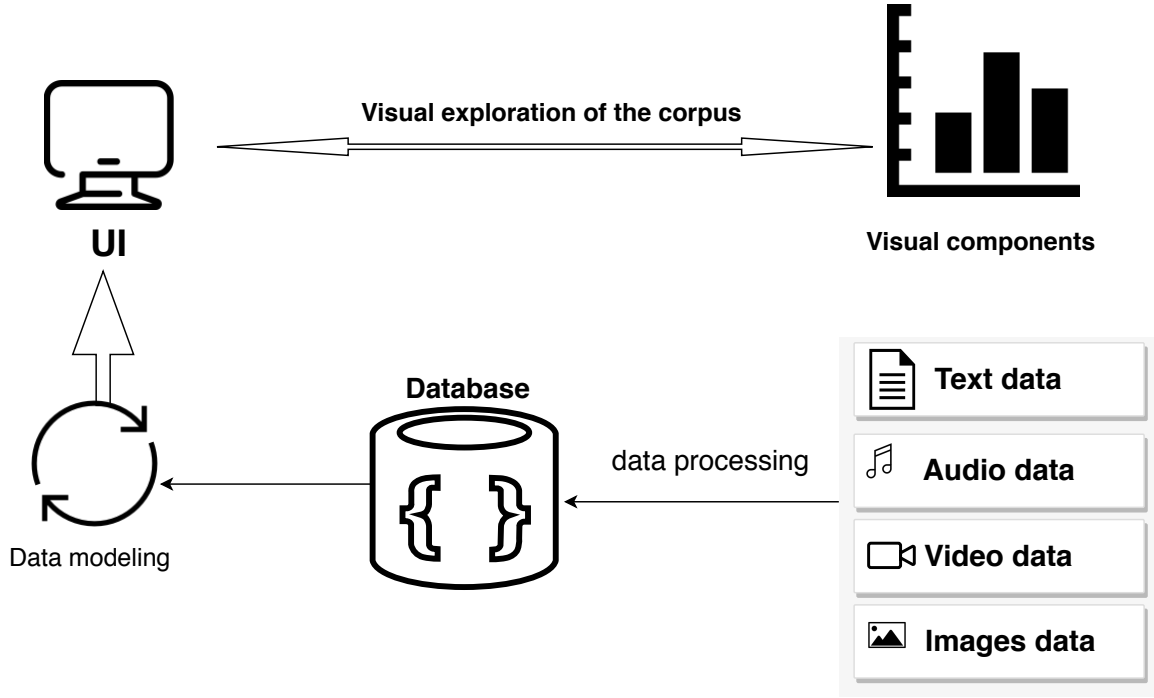 Visual exploration of the corpus
UI
Visual components
Database
data processing
Data modeling
Text data
Audio data
Video data
Images data